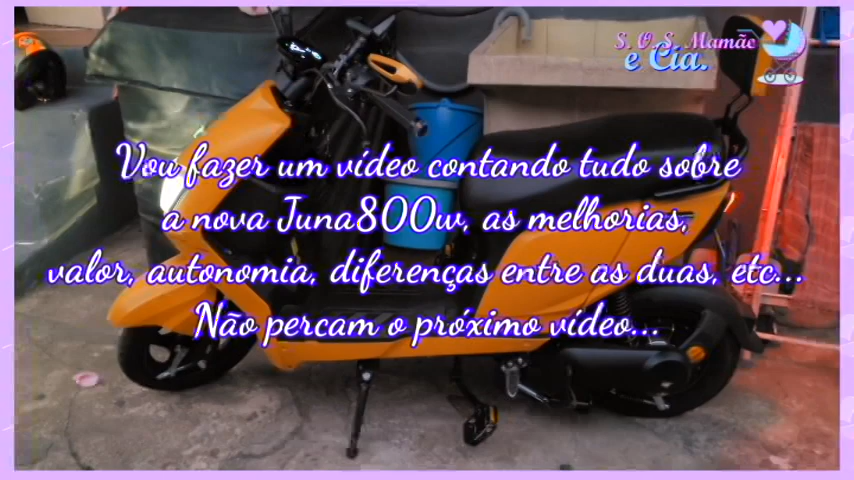 S. O. S. Mamãe
e Cia.
Vou fazer um vídeo contando tudo sobre
a nova Juna800w, as melhorias,
valor, autonomia, diferenças entre as duas, etc...
Não percam o próximo vídeo...